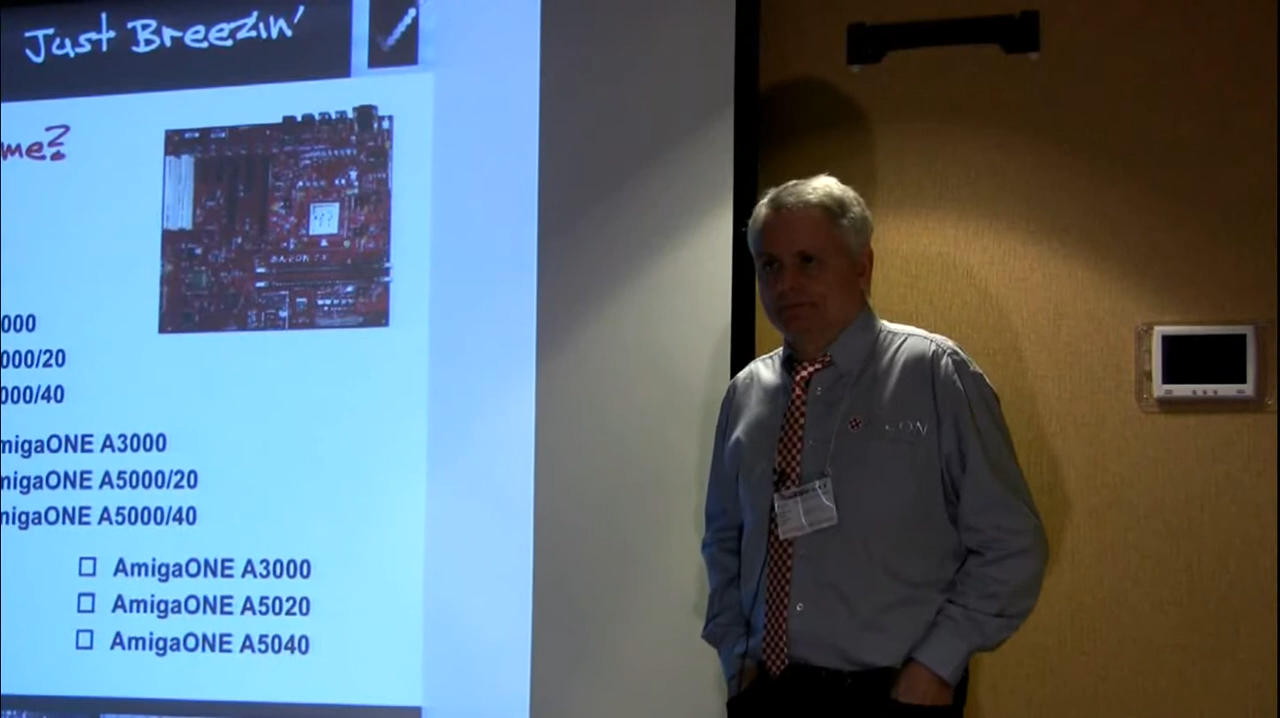 Just Breezin'
me?
000
000/20
000/40
migaONE A3000
migaONE A5000/20
migaONE A5000/40
AmigaONE A3000
AmigaONE A5020
AmigaONE A5040